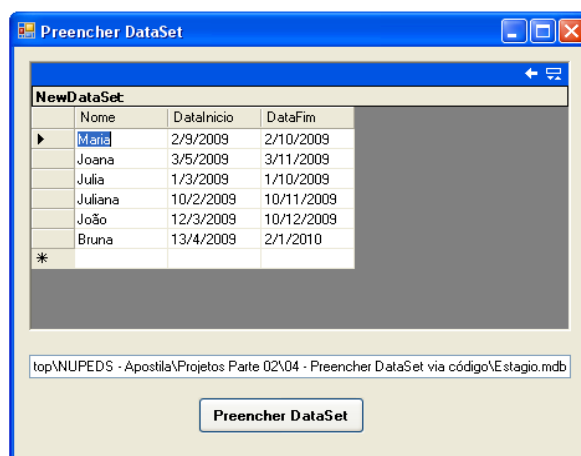 Preencher DataSet
NewDataSet:
Nome DataInicio DataFim
Maria 2/9/2009 2/10/2009
Joana 3/5/2009 3/11/2009
Julia 1/3/2009 1/10/2009
Juliana 10/2/2009 10/11/2009
João 12/3/2009 10/12/2009
Bruna 13/4/2009 2/1/2010
top\NUPEDS - Apostila\Projetos Parte 02\04 - Preencher DataSet via código\Estagio.mdb
Preencher DataSet